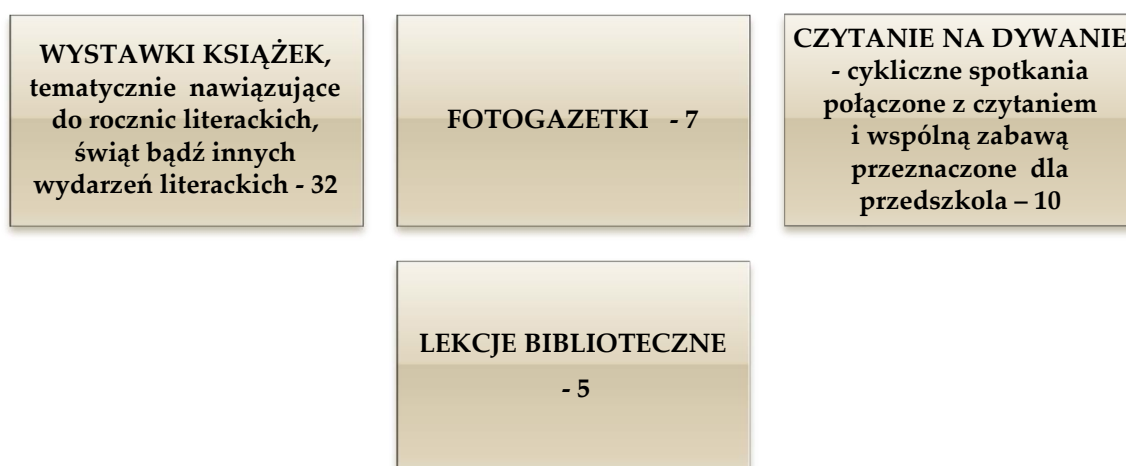 WYSTAWKI KSIĄŻEK,
tematycznie nawiązujące
do rocznic literackich,
świąt bądź innych
wydarzeń literackich - 32
FOTOGAZETKI - 7
CZYTANIE NA DYWANIE
- cykliczne spotkania
połączone z czytaniem
i wspólną zabawą
przeznaczone dla
przedszkola – 10
LEKCJE BIBLIOTECZNE
- 5